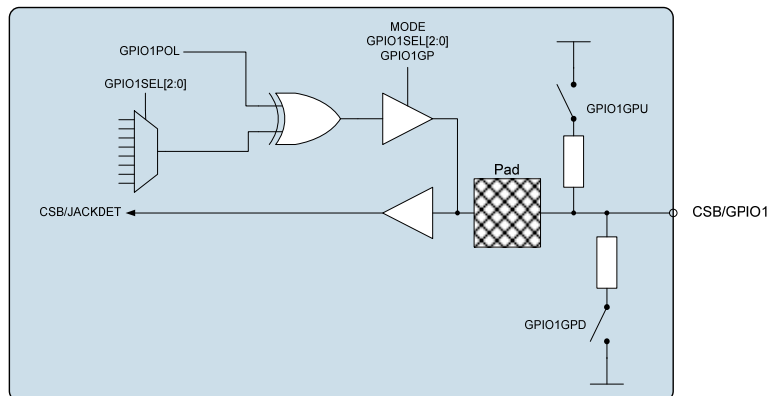 MODE
GPIO1SEL[2:0]
GPIO1GP
GPIO1POL
GPIO1SEL[2:0]
GPIO1GPU
Pad
CSB/JACKDET
CSB/GPIO1
GPIO1GPD